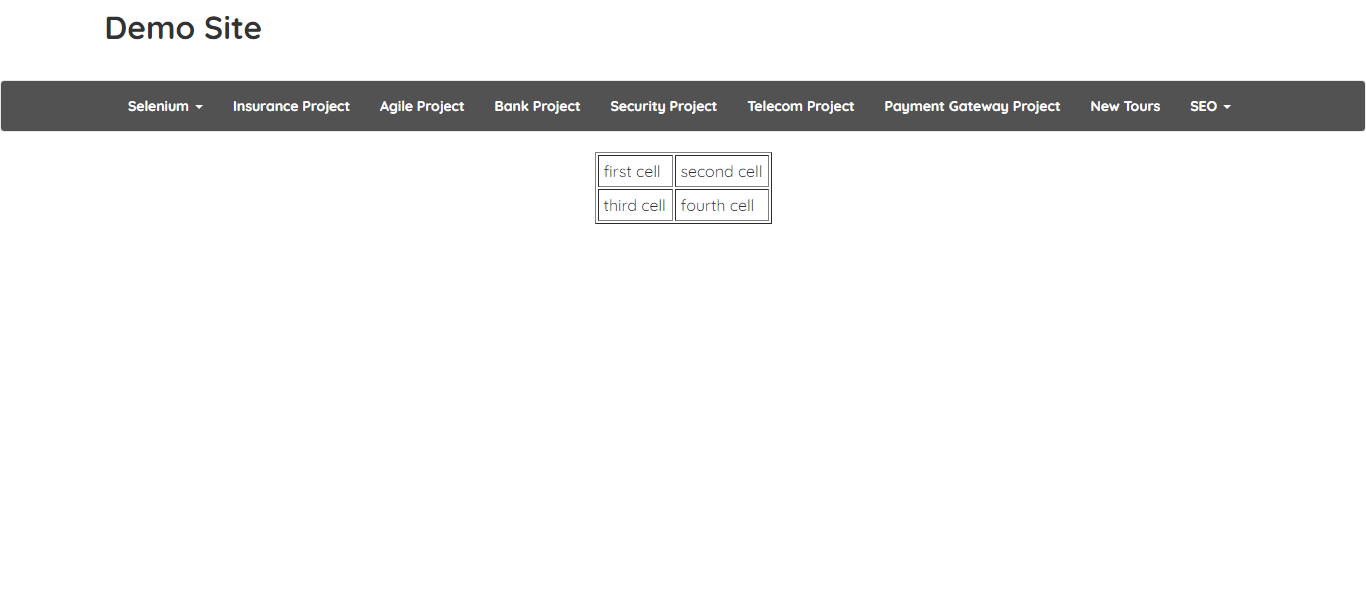 Demo Site
Selenium Insurance Project Agile Project Bank Project Security Project Telecom Project Payment Gateway Project New Tours SEO
first cell second cell
third cell fourth cell